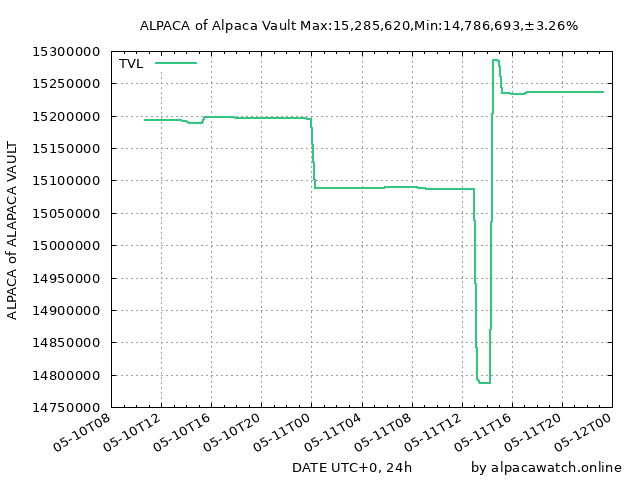 ALPACA of Alpaca Vault Max:15,285,620,Min:14,786,693,±3.26%
TVL
15300000
15250000
15200000
15150000
15100000
15050000
15000000
14950000
14900000
14850000
14800000
14750000
ALPACA of ALAPACA VAULT
05-10T08
05-10T12
05-10T16
05-10T20
05-11T00
05-11T04
05-11T08
05-11T12
05-11T16
05-11T20
05-12T00
DATE UTC+0, 24h
by alpacawatch.online